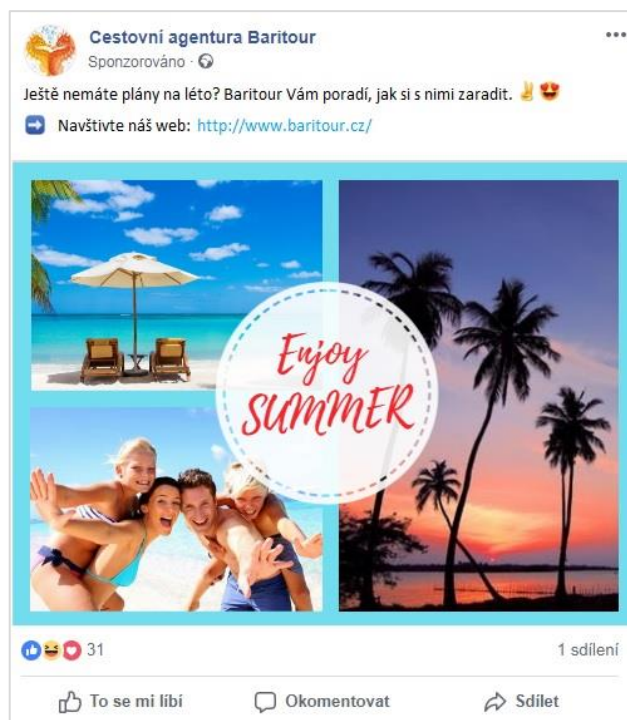 Cestovní agentura Baritour
Sponzorováno ·
Ještě nemáte plány na léto? Baritour Vám poradí, jak si s nimi zaradit.
Navštivte náš web: http://www.baritour.cz/
Enjoy
SUMMER
31
1 sdílení
To se mi líbí
Okomentovat
Sdílet